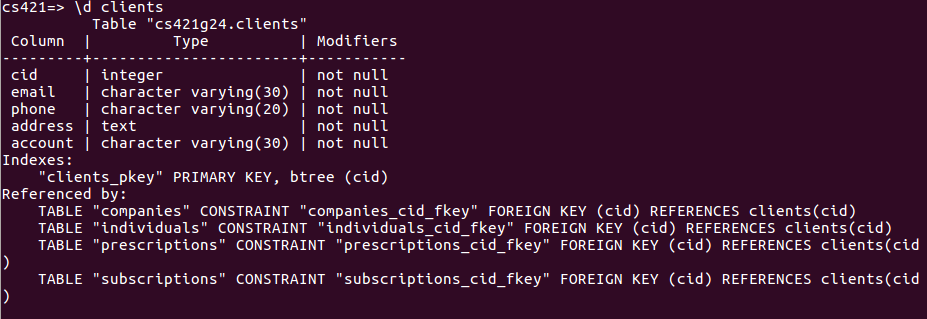 cs421=> \d clients
          Table "cs421g24.clients"
 Column  |         Type          | Modifiers
---------+-----------------------+-----------
 cid     | integer               | not null
 email   | character varying(30) | not null
 phone   | character varying(20) | not null
 address | text                  | not null
 account | character varying(30) | not null
Indexes:
    "clients_pkey" PRIMARY KEY, btree (cid)
Referenced by:
    TABLE "companies" CONSTRAINT "companies_cid_fkey" FOREIGN KEY (cid) REFERENCES clients(cid)
    TABLE "individuals" CONSTRAINT "individuals_cid_fkey" FOREIGN KEY (cid) REFERENCES clients(cid)
    TABLE "prescriptions" CONSTRAINT "prescriptions_cid_fkey" FOREIGN KEY (cid) REFERENCES clients(cid
)
    TABLE "subscriptions" CONSTRAINT "subscriptions_cid_fkey" FOREIGN KEY (cid) REFERENCES clients(cid
)